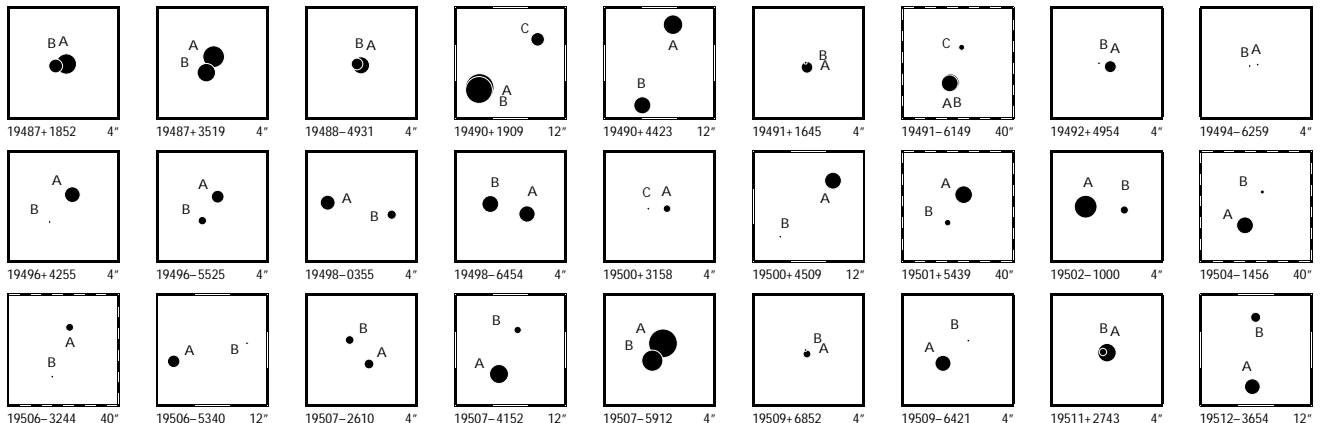 B A
A
B
B A
C
A
B
A
B
B
A
C
A B
B A
B A
19487+1852 4″ 19487+3519 4″ 19488−4931 4″ 19490+1909 12″ 19490+4423 12″ 19491+1645 4″ 19491−6149 40″ 19492+4954 4″ 19494−6259 4″
A
B
A
B
A
B
B
A
C A
A
B
A
B
A
B
B
A
19496+4255 4″ 19496−5525 4″ 19498−0355 4″ 19498−6454 4″ 19500+3158 4″ 19500+4509 12″ 19501+5439 40″ 19502−1000 4″ 19504−1456 40″
A
B
A
B
B
A
B
A
A
B
B
A
B
A
B A
B
A
19506−3244 40″ 19506−5340 12″ 19507−2610 4″ 19507−4152 12″ 19507−5912 4″ 19509+6852 4″ 19509−6421 4″ 19511+2743 4″ 19512−3654 12″